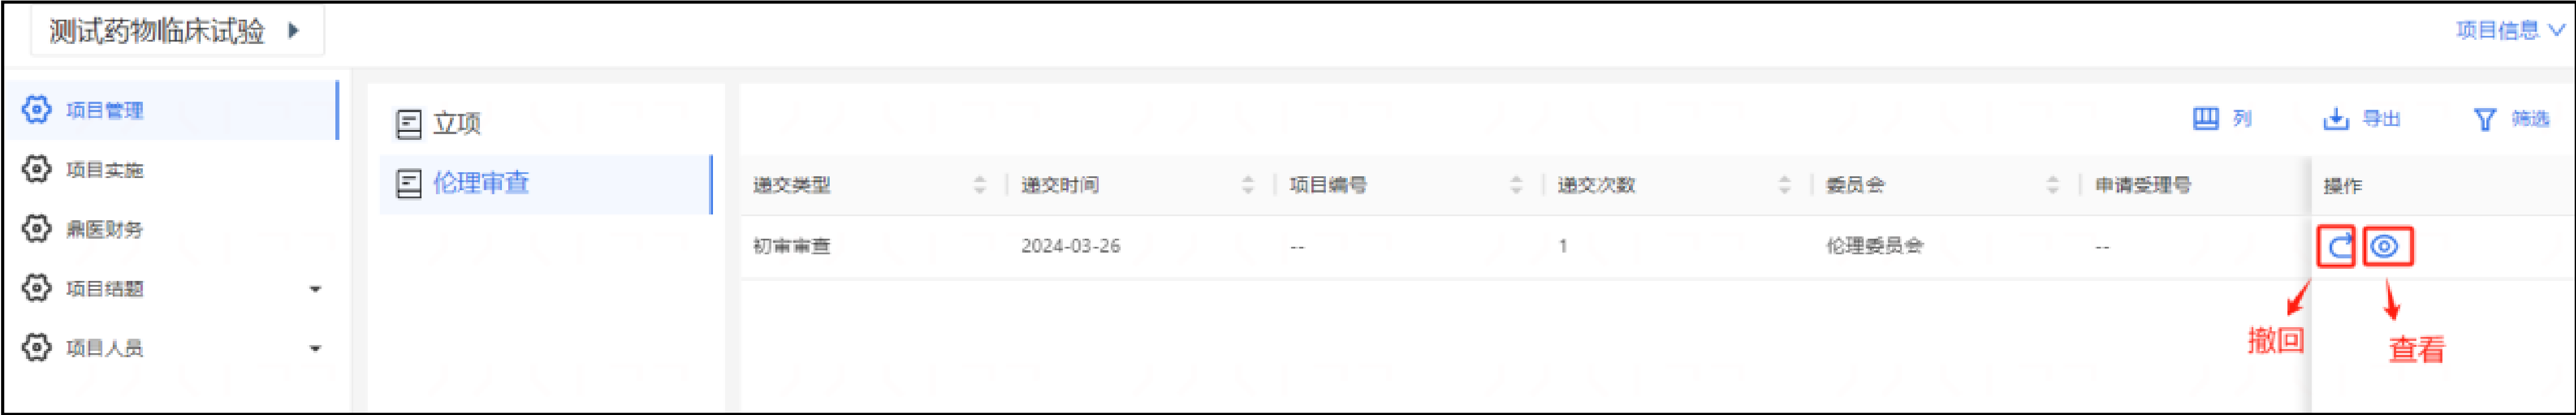 测试药物临床试验
项目信息
项目管理
项目实施
鼎医财务
项目结题
项目人员
立项
伦理审查
列 导出 筛选
递交类型 递交时间 项目编号 递交次数 委员会 申请受理号 操作
初审审查 2024-03-26 -- 1 伦理委员会 --
撤回
查看